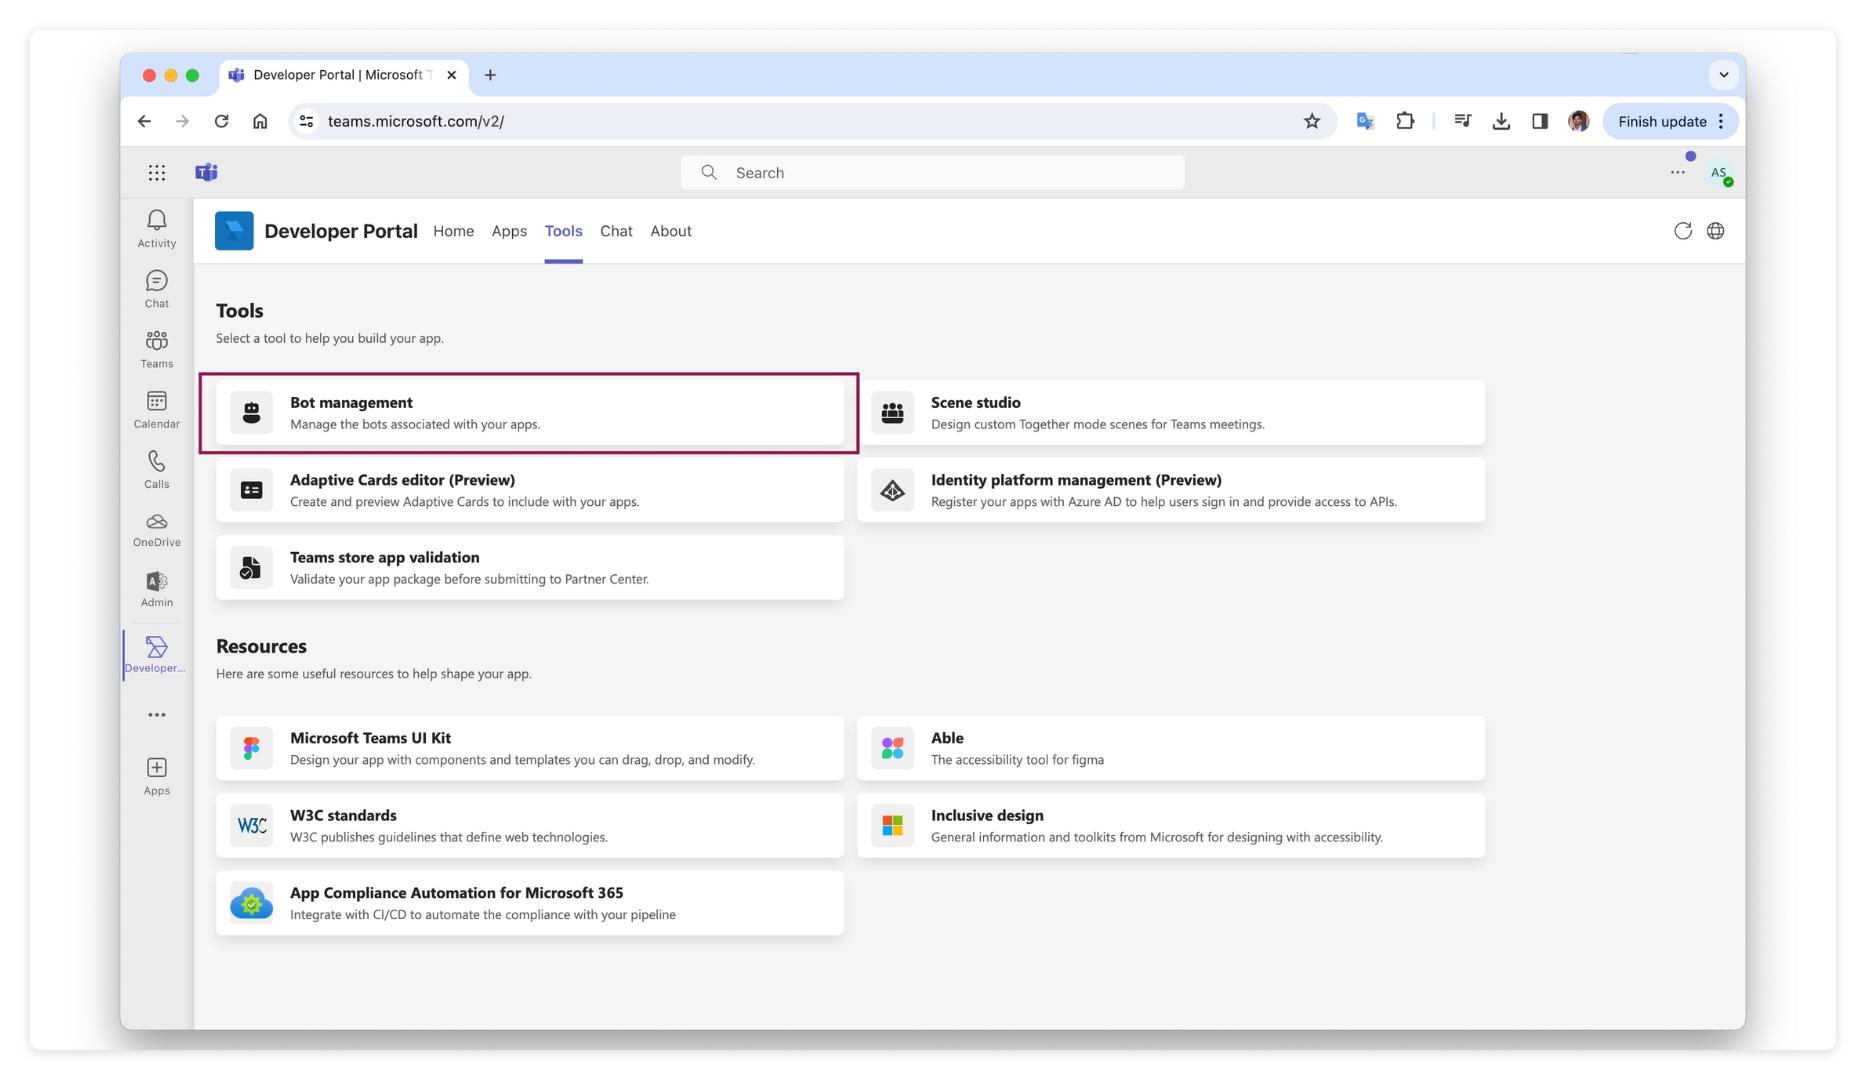 Developer Portal | Microsoft T
teams.microsoft.com/v2/
Finish update
Search
AS
Activity
Chat
Teams
Calendar
Calls
OneDrive
Admin
Developer...
Apps
Developer Portal
Home
Apps
Tools
Chat
About
Tools
Select a tool to help you build your app.
Bot management
Manage the bots associated with your apps.
Scene studio
Design custom Together mode scenes for Teams meetings.
Adaptive Cards editor (Preview)
Create and preview Adaptive Cards to include with your apps.
Identity platform management (Preview)
Register your apps with Azure AD to help users sign in and provide access to APIs.
Teams store app validation
Validate your app package before submitting to Partner Center.
Resources
Here are some useful resources to help shape your app.
Microsoft Teams UI Kit
Design your app with components and templates you can drag, drop, and modify.
Able
The accessibility tool for figma
W3C
W3C standards
W3C publishes guidelines that define web technologies.
Inclusive design
General information and toolkits from Microsoft for designing with accessibility.
App Compliance Automation for Microsoft 365
Integrate with CI/CD to automate the compliance with your pipeline